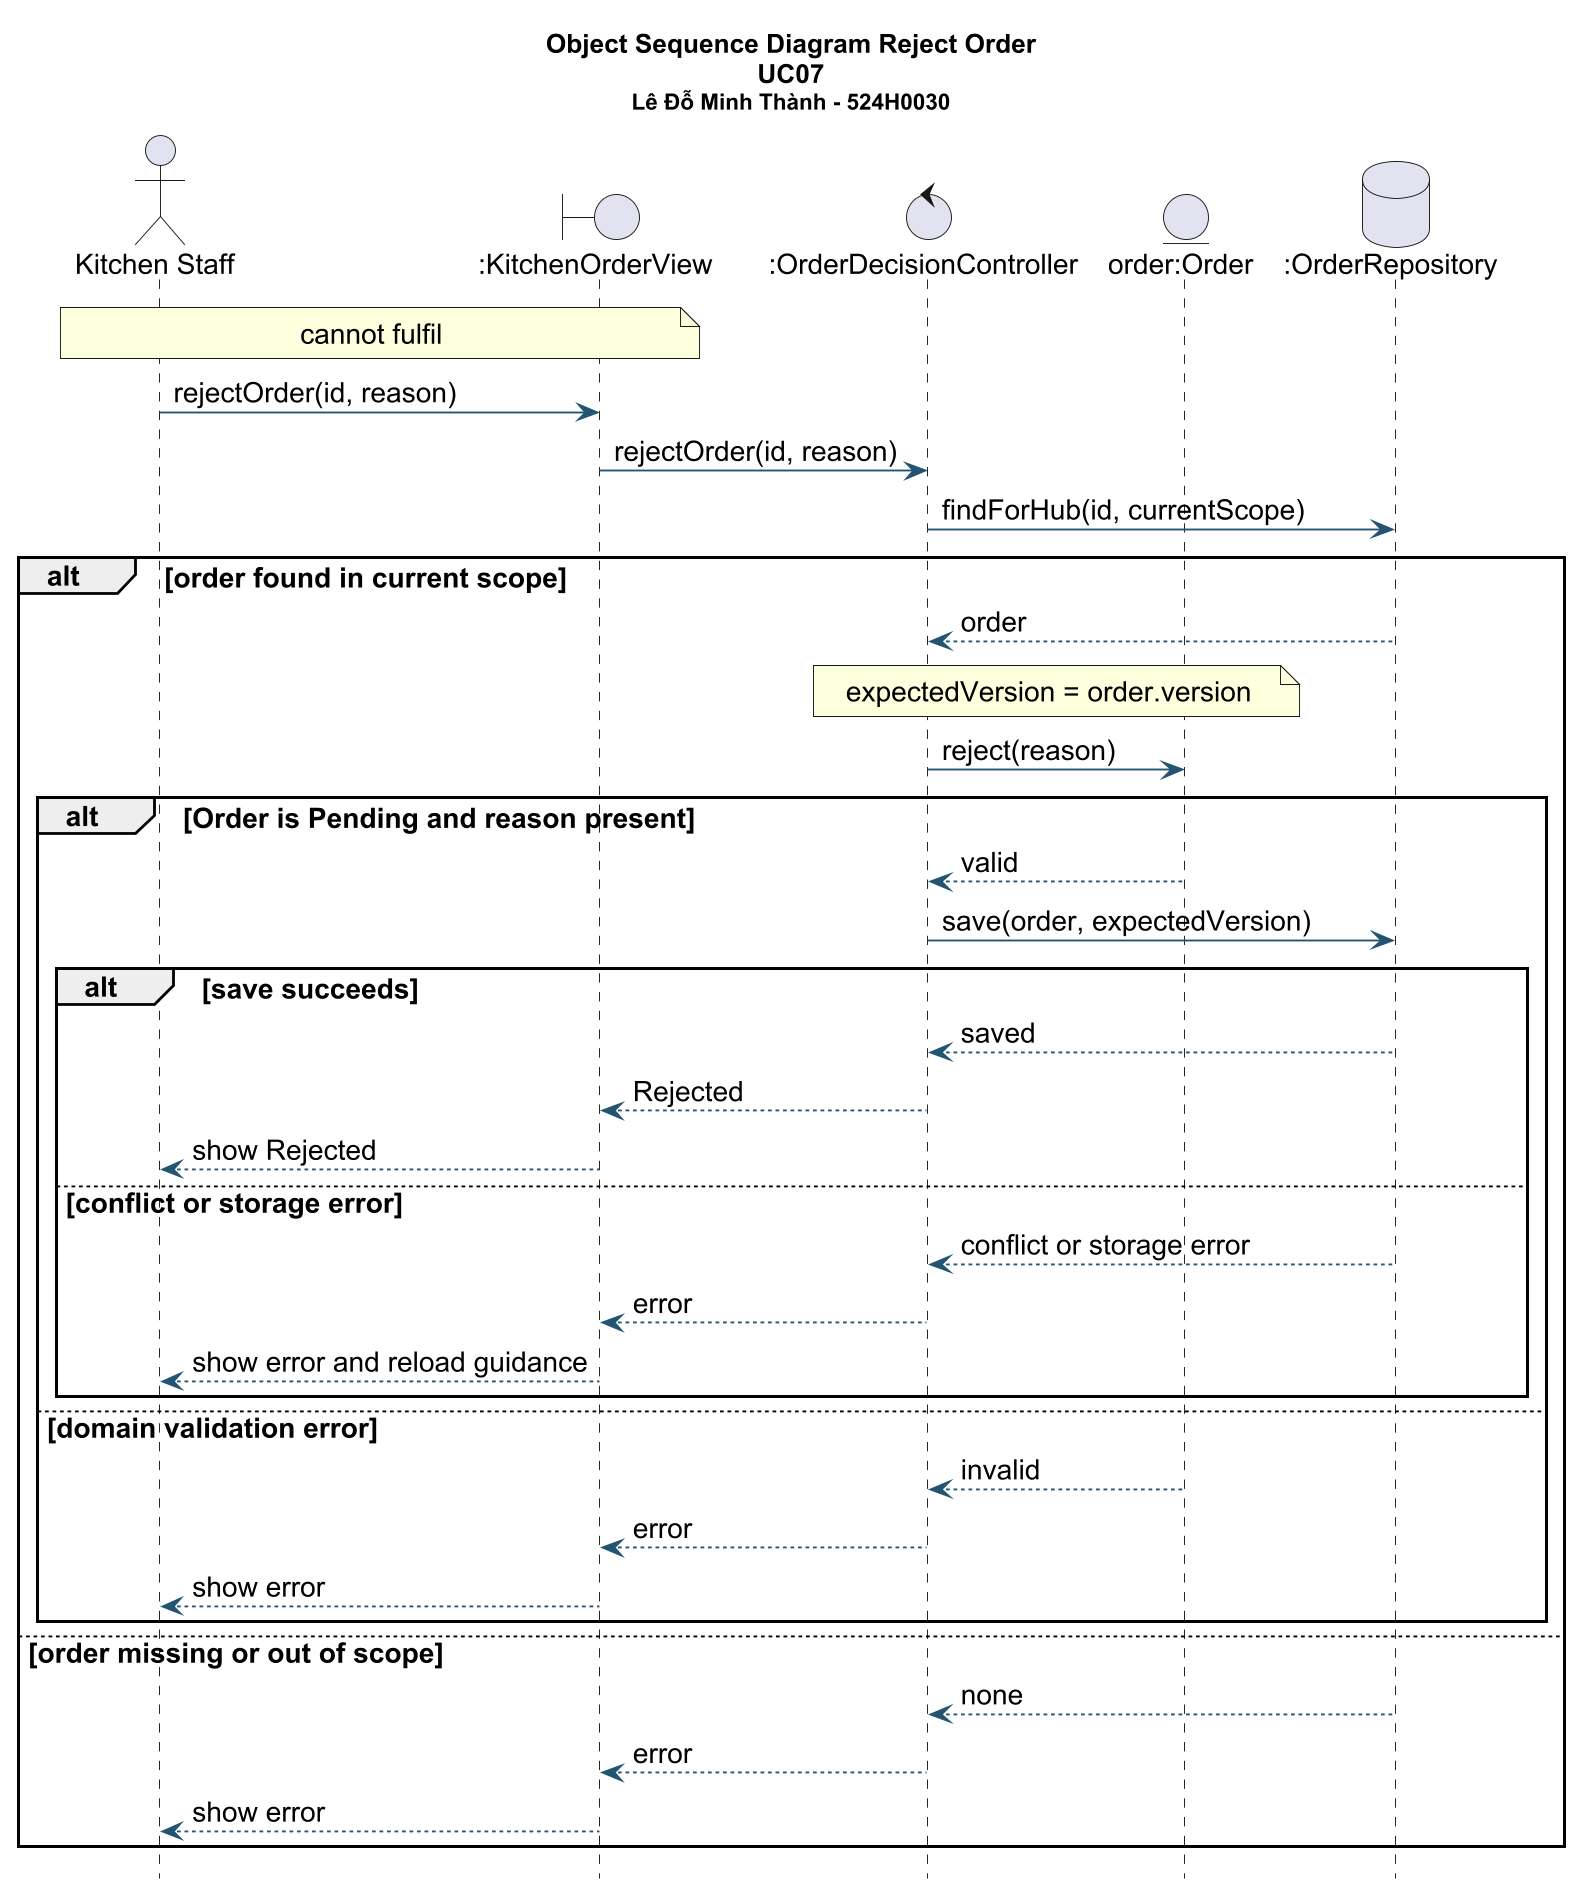 Object Sequence Diagram Reject Order
UC07
Lê Đỗ Minh Thành - 524H0030
Kitchen Staff
:KitchenOrderView
:OrderDecisionController
order:Order
:OrderRepository
cannot fulfil
rejectOrder(id, reason)
rejectOrder(id, reason)
findForHub(id, currentScope)
alt
[order found in current scope]
order
expectedVersion = order.version
reject(reason)
alt
[Order is Pending and reason present]
valid
save(order, expectedVersion)
alt
[save succeeds]
saved
Rejected
show Rejected
[conflict or storage error]
conflict or storage error
error
show error and reload guidance
[domain validation error]
invalid
error
show error
[order missing or out of scope]
none
error
show error